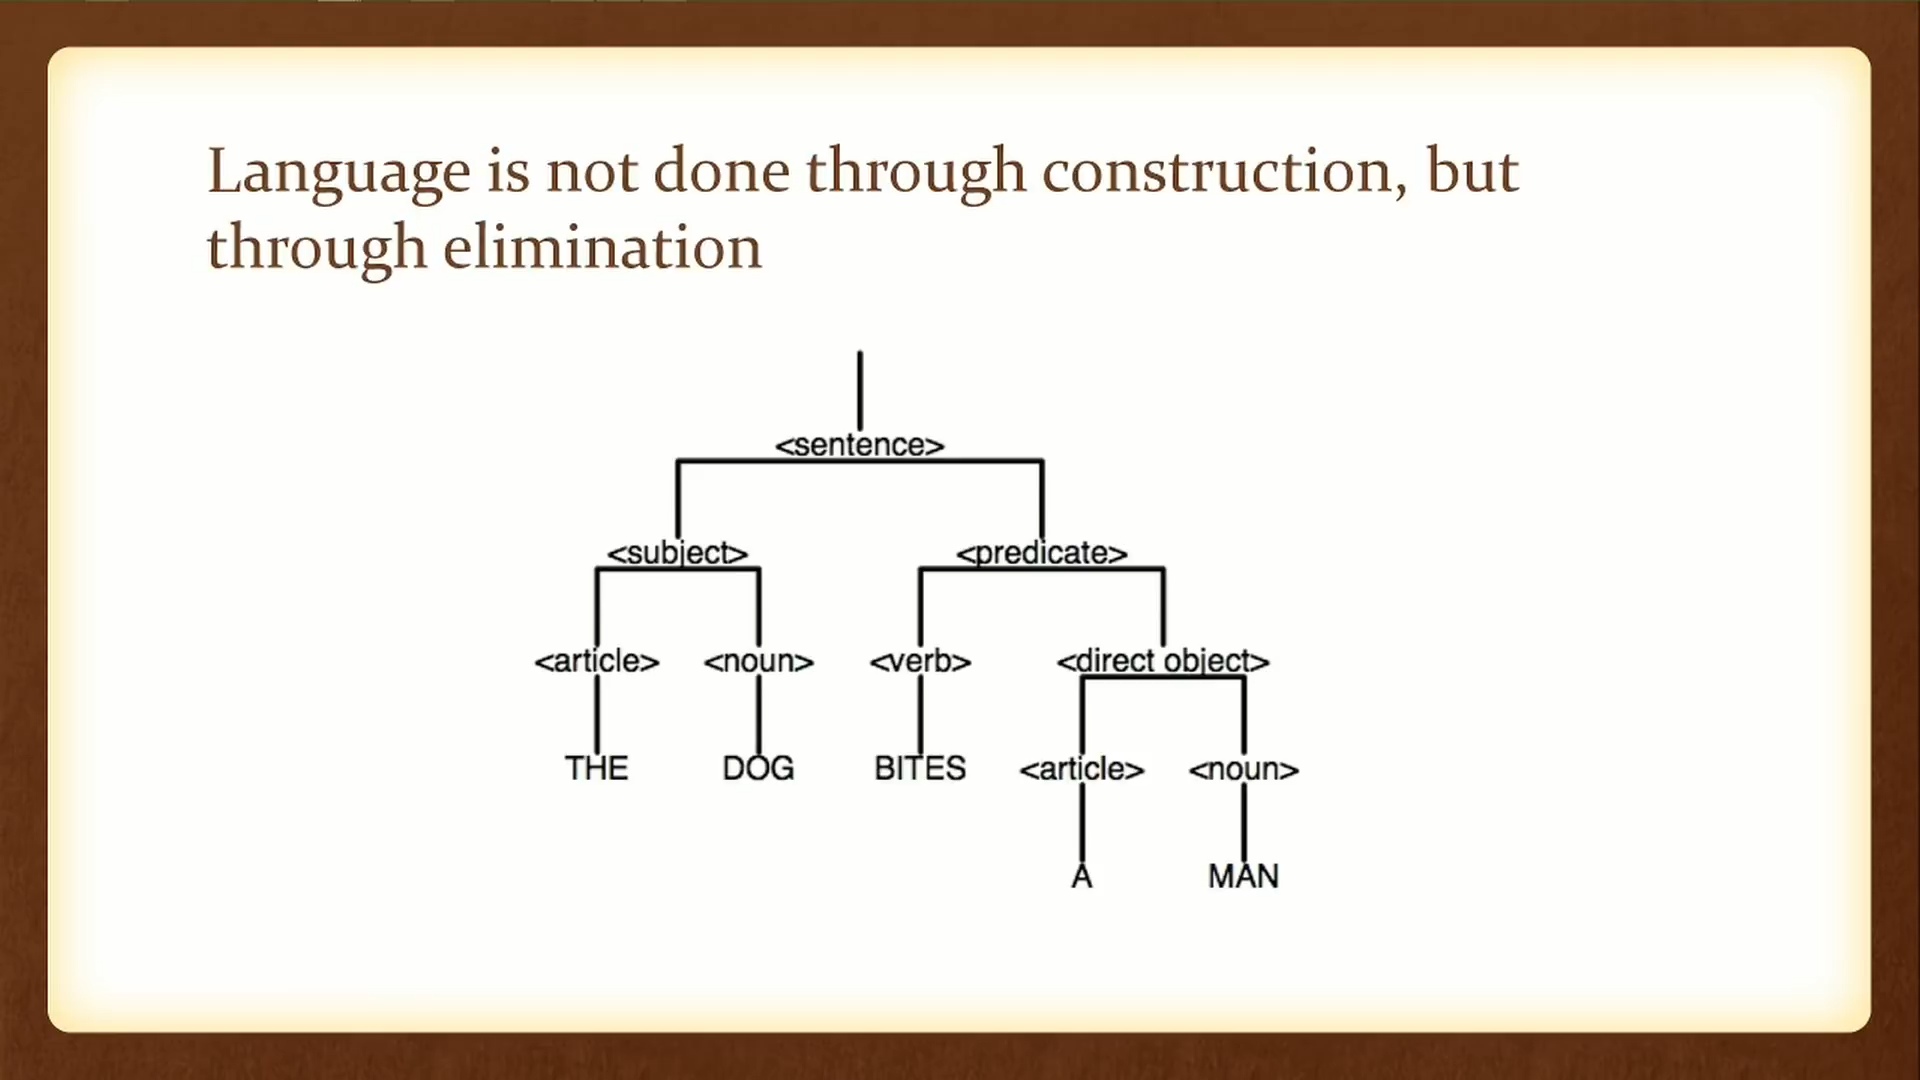 Language is not done through construction, but
through elimination
<sentence>
<subject> <predicate>
<article> <noun> <verb> <direct object>
THE DOG BITES <article> <noun>
A MAN